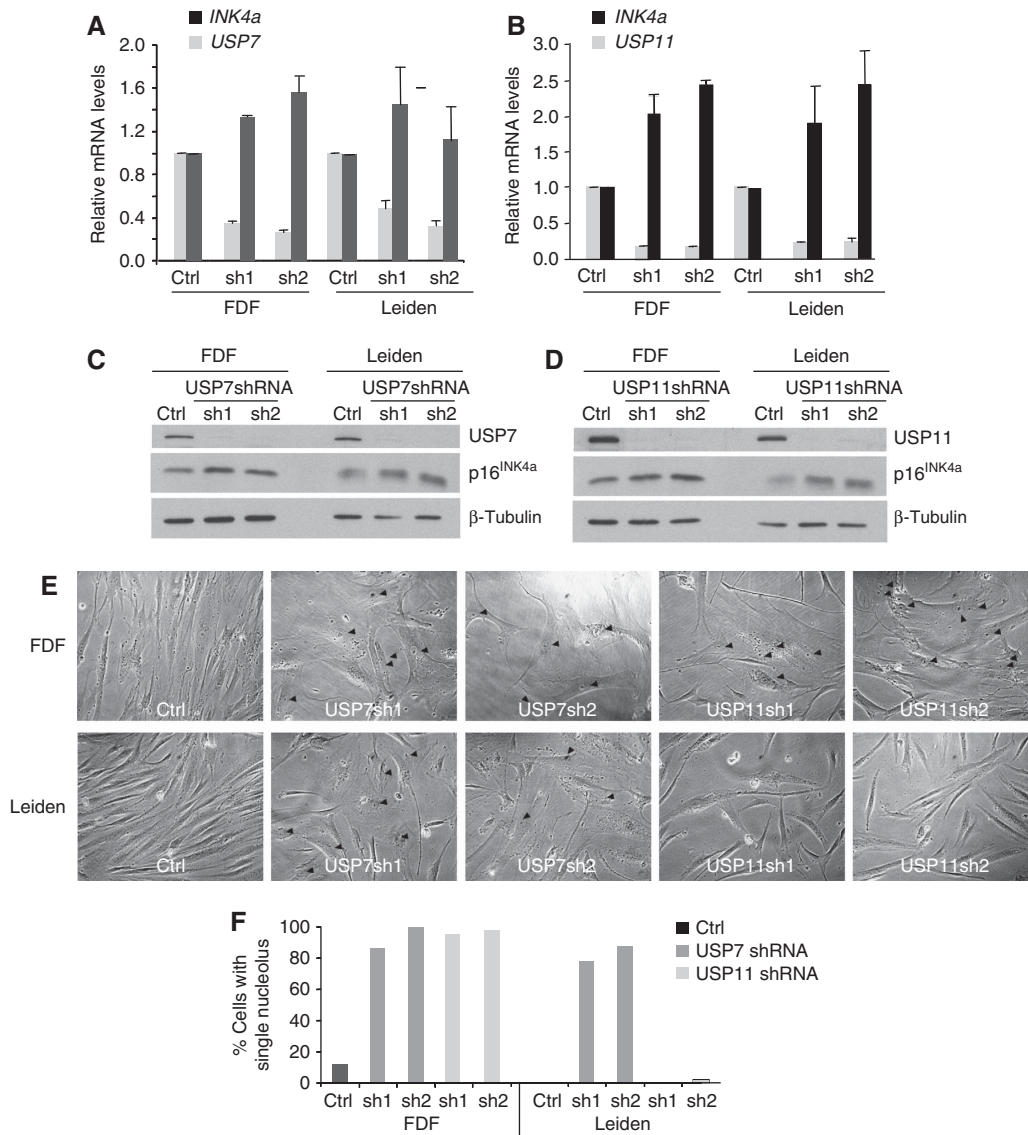 A
INK4a
USP7
Relative mRNA levels
2.0
1.6
1.2
0.8
0.4
0.0
Ctrl sh1 sh2 Ctrl sh1 sh2
FDF Leiden
B
INK4a
USP11
Relative mRNA levels
3.0
2.5
2.0
1.5
1.0
0.5
0.0
Ctrl sh1 sh2 Ctrl sh1 sh2
FDF Leiden
C
FDF Leiden
USP7shRNA USP7shRNA
Ctrl sh1 sh2 Ctrl sh1 sh2
USP7
p16INK4a
β-Tubulin
D
FDF Leiden
USP11shRNA USP11shRNA
Ctrl sh1 sh2 Ctrl sh1 sh2
USP11
p16INK4a
β-Tubulin
E
FDF
Ctrl USP7sh1 USP7sh2 USP11sh1 USP11sh2
Leiden
Ctrl USP7sh1 USP7sh2 USP11sh1 USP11sh2
F
% Cells with
single nucleolus
100
80
60
40
20
0
Ctrl sh1 sh2 sh1 sh2 Ctrl sh1 sh2 sh1 sh2
FDF Leiden
Ctrl
USP7 shRNA
USP11 shRNA